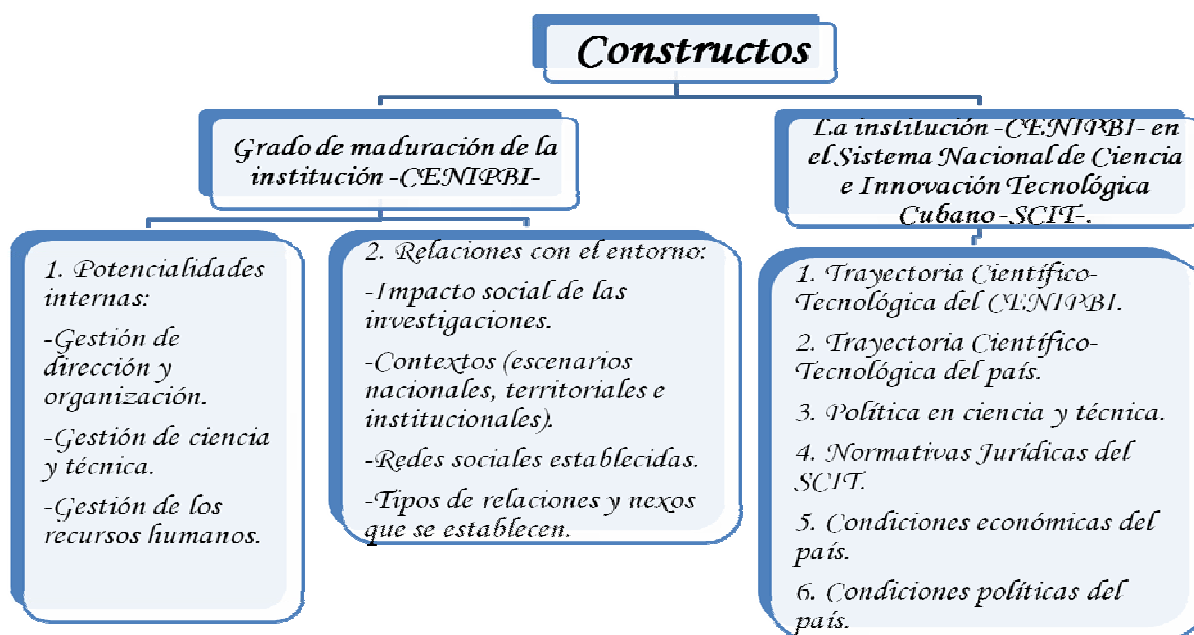 Constructos
Grado de maduración de la
institución -CENIPBI-
La institución -CENIPBI- en
el Sistema Nacional de Ciencia
e Innovación Tecnológica
Cubano -SCIT-.
1. Potencialidades
internas:
-Gestión de
dirección y
organización.
-Gestión de ciencia
y técnica.
-Gestión de los
recursos humanos.
2. Relaciones con el entorno:
-Impacto social de las
investigaciones.
-Contextos (escenarios
nacionales, territoriales e
institucionales).
-Redes sociales establecidas.
-Tipos de relaciones y nexos
que se establecen.
1. Trayectoria Científico-
Tecnológica del CENIPBI.
2. Trayectoria Científico-
Tecnológica del país.
3. Política en ciencia y técnica.
4. Normativas Jurídicas del
SCIT.
5. Condiciones económicas del
país.
6. Condiciones políticas del
país.